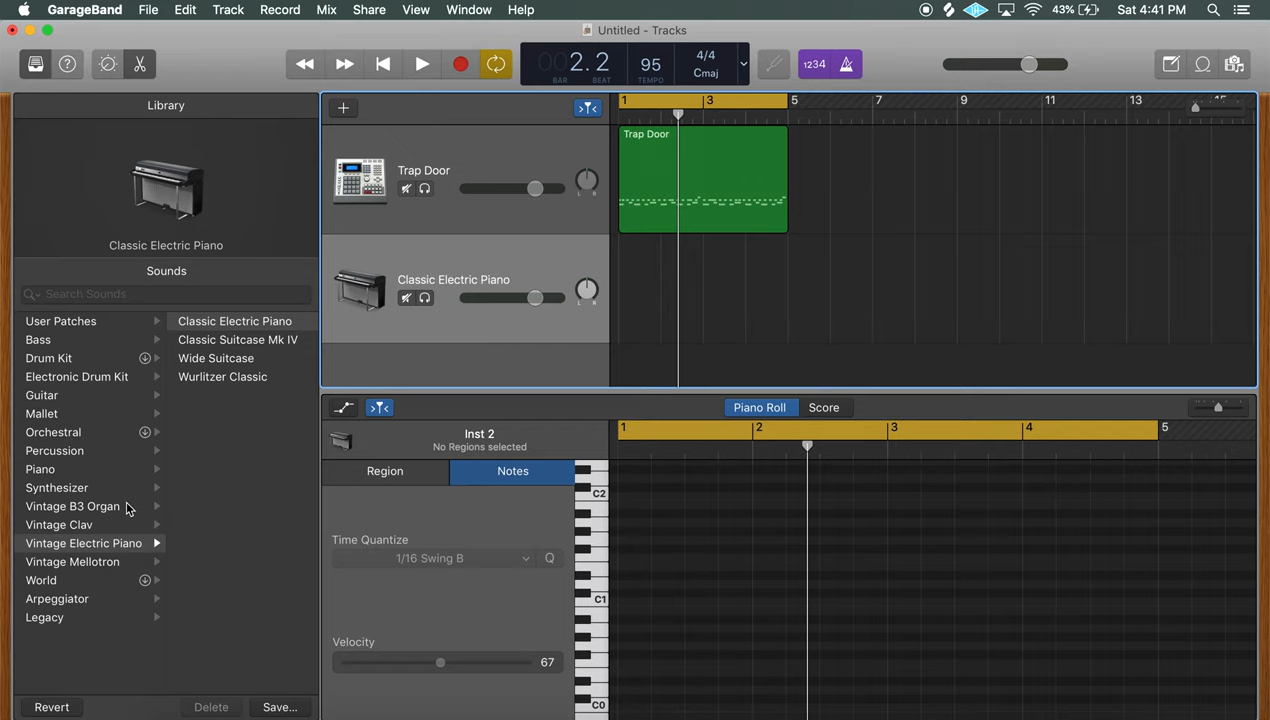 GarageBand File Edit Track Record Mix Share View Window Help 43% Sat 4:41 PM
Untitled - Tracks
002.2 95 4/4
BAR BEAT TEMPO Cmaj
1234
Library
1 3 5 7 9 11 13 15
Classic Electric Piano
Sounds
Search Sounds
User Patches
Bass
Drum Kit
Electronic Drum Kit
Guitar
Mallet
Orchestral
Percussion
Piano
Synthesizer
Vintage B3 Organ
Vintage Clav
Vintage Electric Piano
Vintage Mellotron
World
Arpeggiator
Legacy
Classic Electric Piano
Classic Suitcase Mk IV
Wide Suitcase
Wurlitzer Classic
Revert Delete Save...
Trap Door
L R
Trap Door
Classic Electric Piano
L R
Piano Roll Score
Inst 2
No Regions selected
1 2 3 4 5
Region Notes
Time Quantize
1/16 Swing B Q
Velocity
67
C2
C1
C0